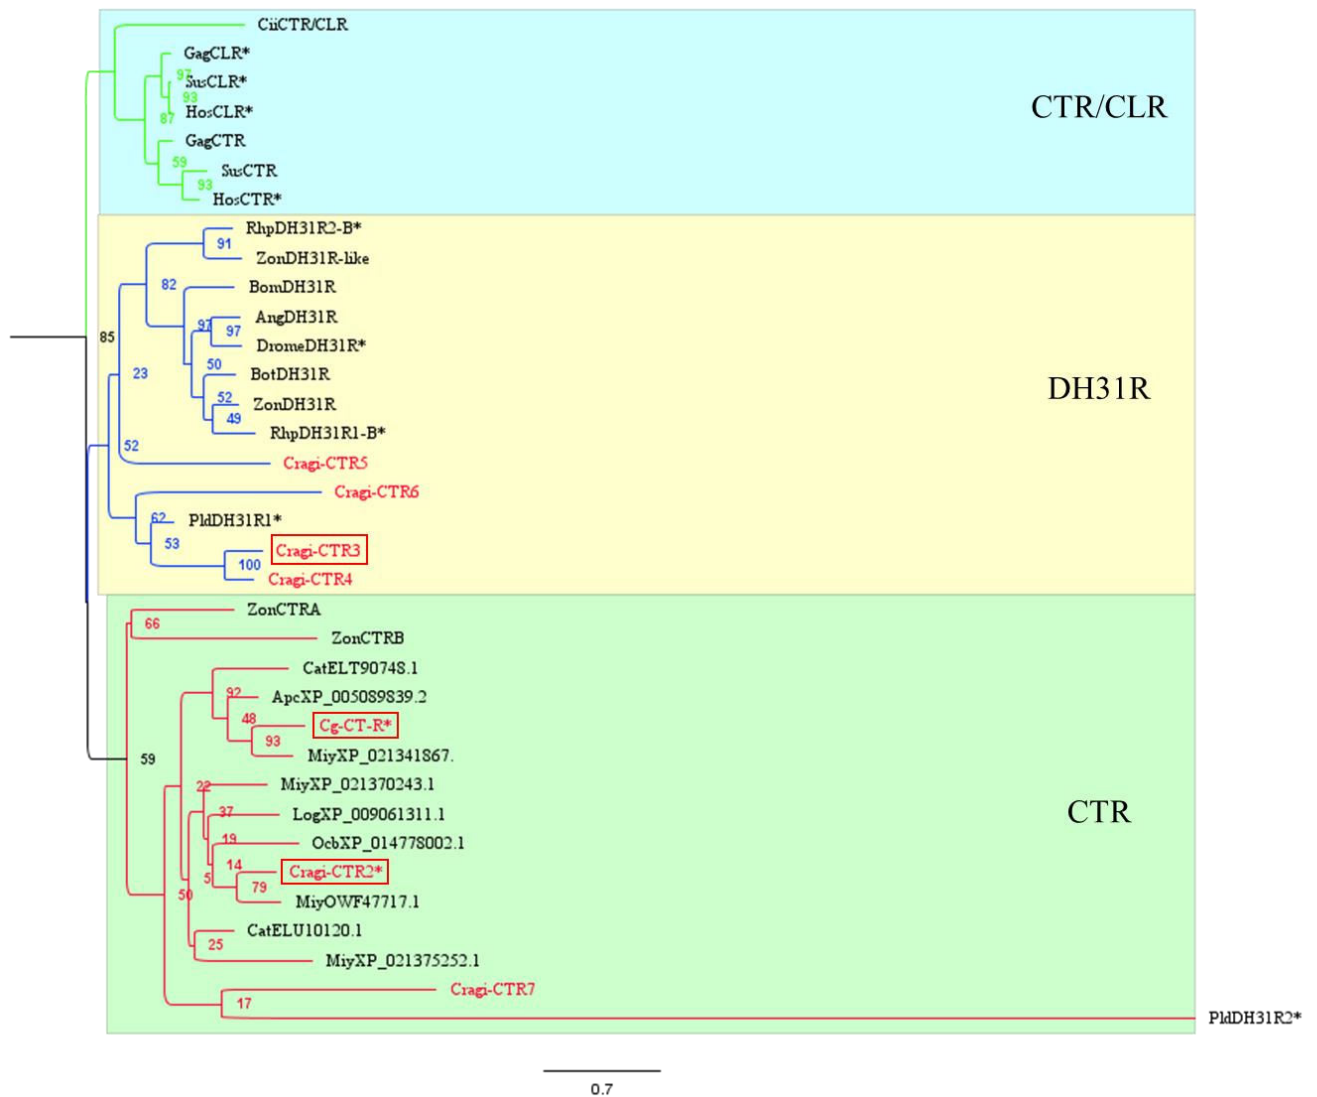 CiiCTR/CLR
GagCLR*
97
SusCLR*
93
CTR/CLR
HosCLR*
87
GagCTR
59
SusCTR
93
HosCTR*
RhpDH31R2-B*
91
ZonDH31R-like
82
BomDH31R
AngDH31R
97
97
85
DromeDH31R*
50
23
BotDH31R
DH31R
52
ZonDH31R
49
RhpDH31R1-B*
52
Cragi-CTR5
Cragi-CTR6
62
PldDH31R1*
53
Cragi-CTR3
100
Cragi-CTR4
ZonCTRA
66
ZonCTRB
CatELT90748.1
92
ApcXP_005089839.2
48
Cg-CT-R*
93
59
MiyXP_021341867.
22
MiyXP_021370243.1
37
LogXP_009061311.1
CTR
19
OcbXP_014778002.1
14
Cragi-CTR2*
5
79
50
MiyOWF47717.1
CatELU10120.1
25
MiyXP_021375252.1
Cragi-CTR7
17
PldDH31R2*
0.7